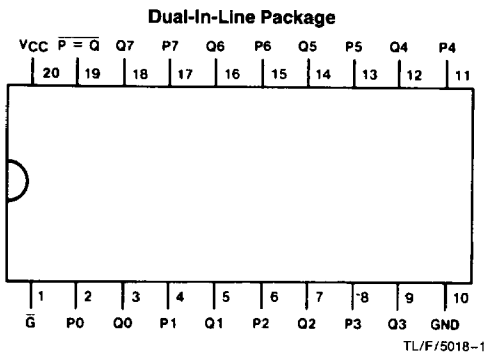 Dual-In-Line Package
VCC P̅ ̅=̅ ̅Q̅ Q7 P7 Q6 P6 Q5 P5 Q4 P4
20 19 18 17 16 15 14 13 12 11
1 2 3 4 5 6 7 8 9 10
G̅ P0 Q0 P1 Q1 P2 Q2 P3 Q3 GND
TL/F/5018-1